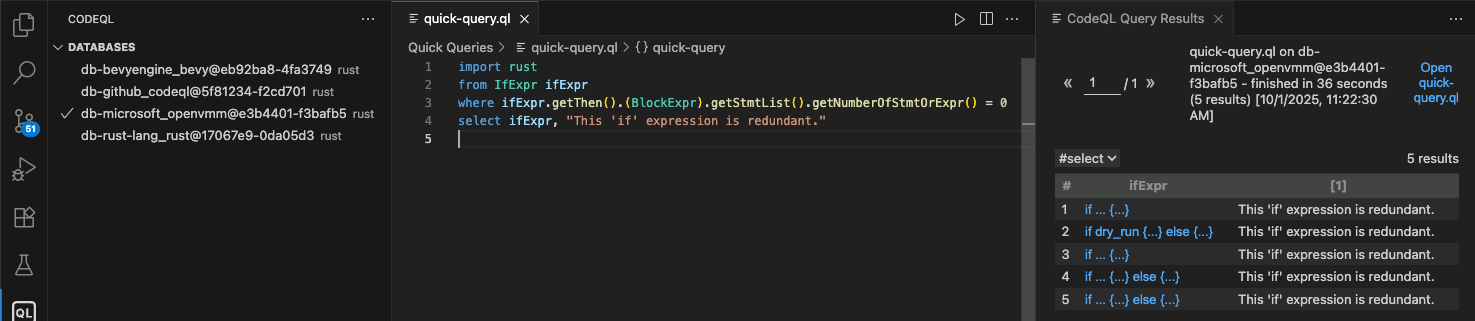 CODEQL
DATABASES
db-bevyengine_bevy@eb92ba8-4fa3749 rust
db-github_codeql@5f81234-f2cd701 rust
db-microsoft_openvmm@e3b4401-f3bafb5 rust
db-rust-lang_rust@17067e9-0da05d3 rust
51
QL
quick-query.ql
Quick Queries > quick-query.ql > {} quick-query
1 import rust
2 from IfExpr ifExpr
3 where ifExpr.getThen().(BlockExpr).getStmtList().getNumberOfStmtOrExpr() = 0
4 select ifExpr, "This 'if' expression is redundant."
5
CodeQL Query Results
« 1 / 1 »
quick-query.ql on db-
microsoft_openvmm@e3b4401-
f3bafb5 - finished in 36 seconds
(5 results) [10/1/2025, 11:22:30
AM]
Open
quick-
query.ql
#select 5 results
# ifExpr [1]
1 if ... {...} This 'if' expression is redundant.
2 if dry_run {...} else {...} This 'if' expression is redundant.
3 if ... {...} This 'if' expression is redundant.
4 if ... {...} else {...} This 'if' expression is redundant.
5 if ... {...} else {...} This 'if' expression is redundant.